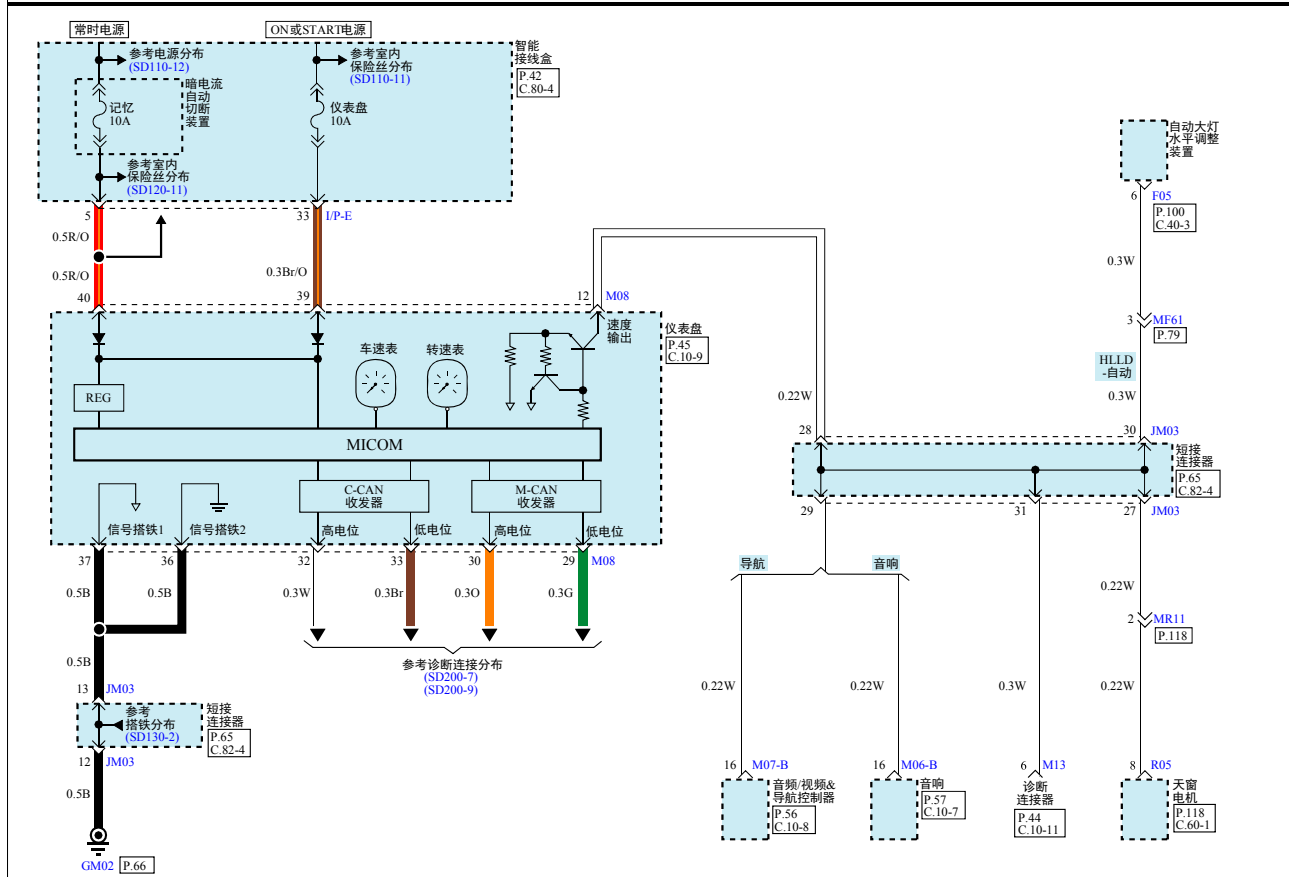 常时电源
ON或START电源
参考电源分布
(SD110-12)
参考室内
保险丝分布
(SD110-11)
智能
接线盒
P.42
C.80-4
暗电流
自动
切断
装置
记忆
10A
仪表盘
10A
参考室内
保险丝分布
(SD120-11)
5
33
I/P-E
0.5R/O
0.5R/O
0.3Br/O
40
39
12
M08
速度
输出
仪表盘
P.45
C.10-9
车速表
转速表
REG
MICOM
C-CAN
收发器
M-CAN
收发器
信号搭铁1
信号搭铁2
高电位
低电位
高电位
低电位
37
36
32
33
30
29
M08
0.5B
0.5B
0.3W
0.3Br
0.3O
0.3G
参考诊断连接分布
(SD200-7)
(SD200-9)
0.5B
13
JM03
参考
搭铁分布
(SD130-2)
短接
连接器
P.65
C.82-4
12
JM03
0.5B
GM02
P.66
自动大灯
水平调整
装置
6
F05
P.100
C.40-3
0.3W
3
MF61
P.79
HLLD
-自动
0.22W
0.3W
28
30
JM03
短接
连接器
P.65
C.82-4
29
31
27
JM03
导航
音响
0.22W
2
MR11
P.118
0.22W
0.22W
0.3W
0.22W
16
M07-B
16
M06-B
6
M13
8
R05
音频/视频&
导航控制器
P.56
C.10-8
音响
P.57
C.10-7
诊断
连接器
P.44
C.10-11
天窗
电机
P.118
C.60-1